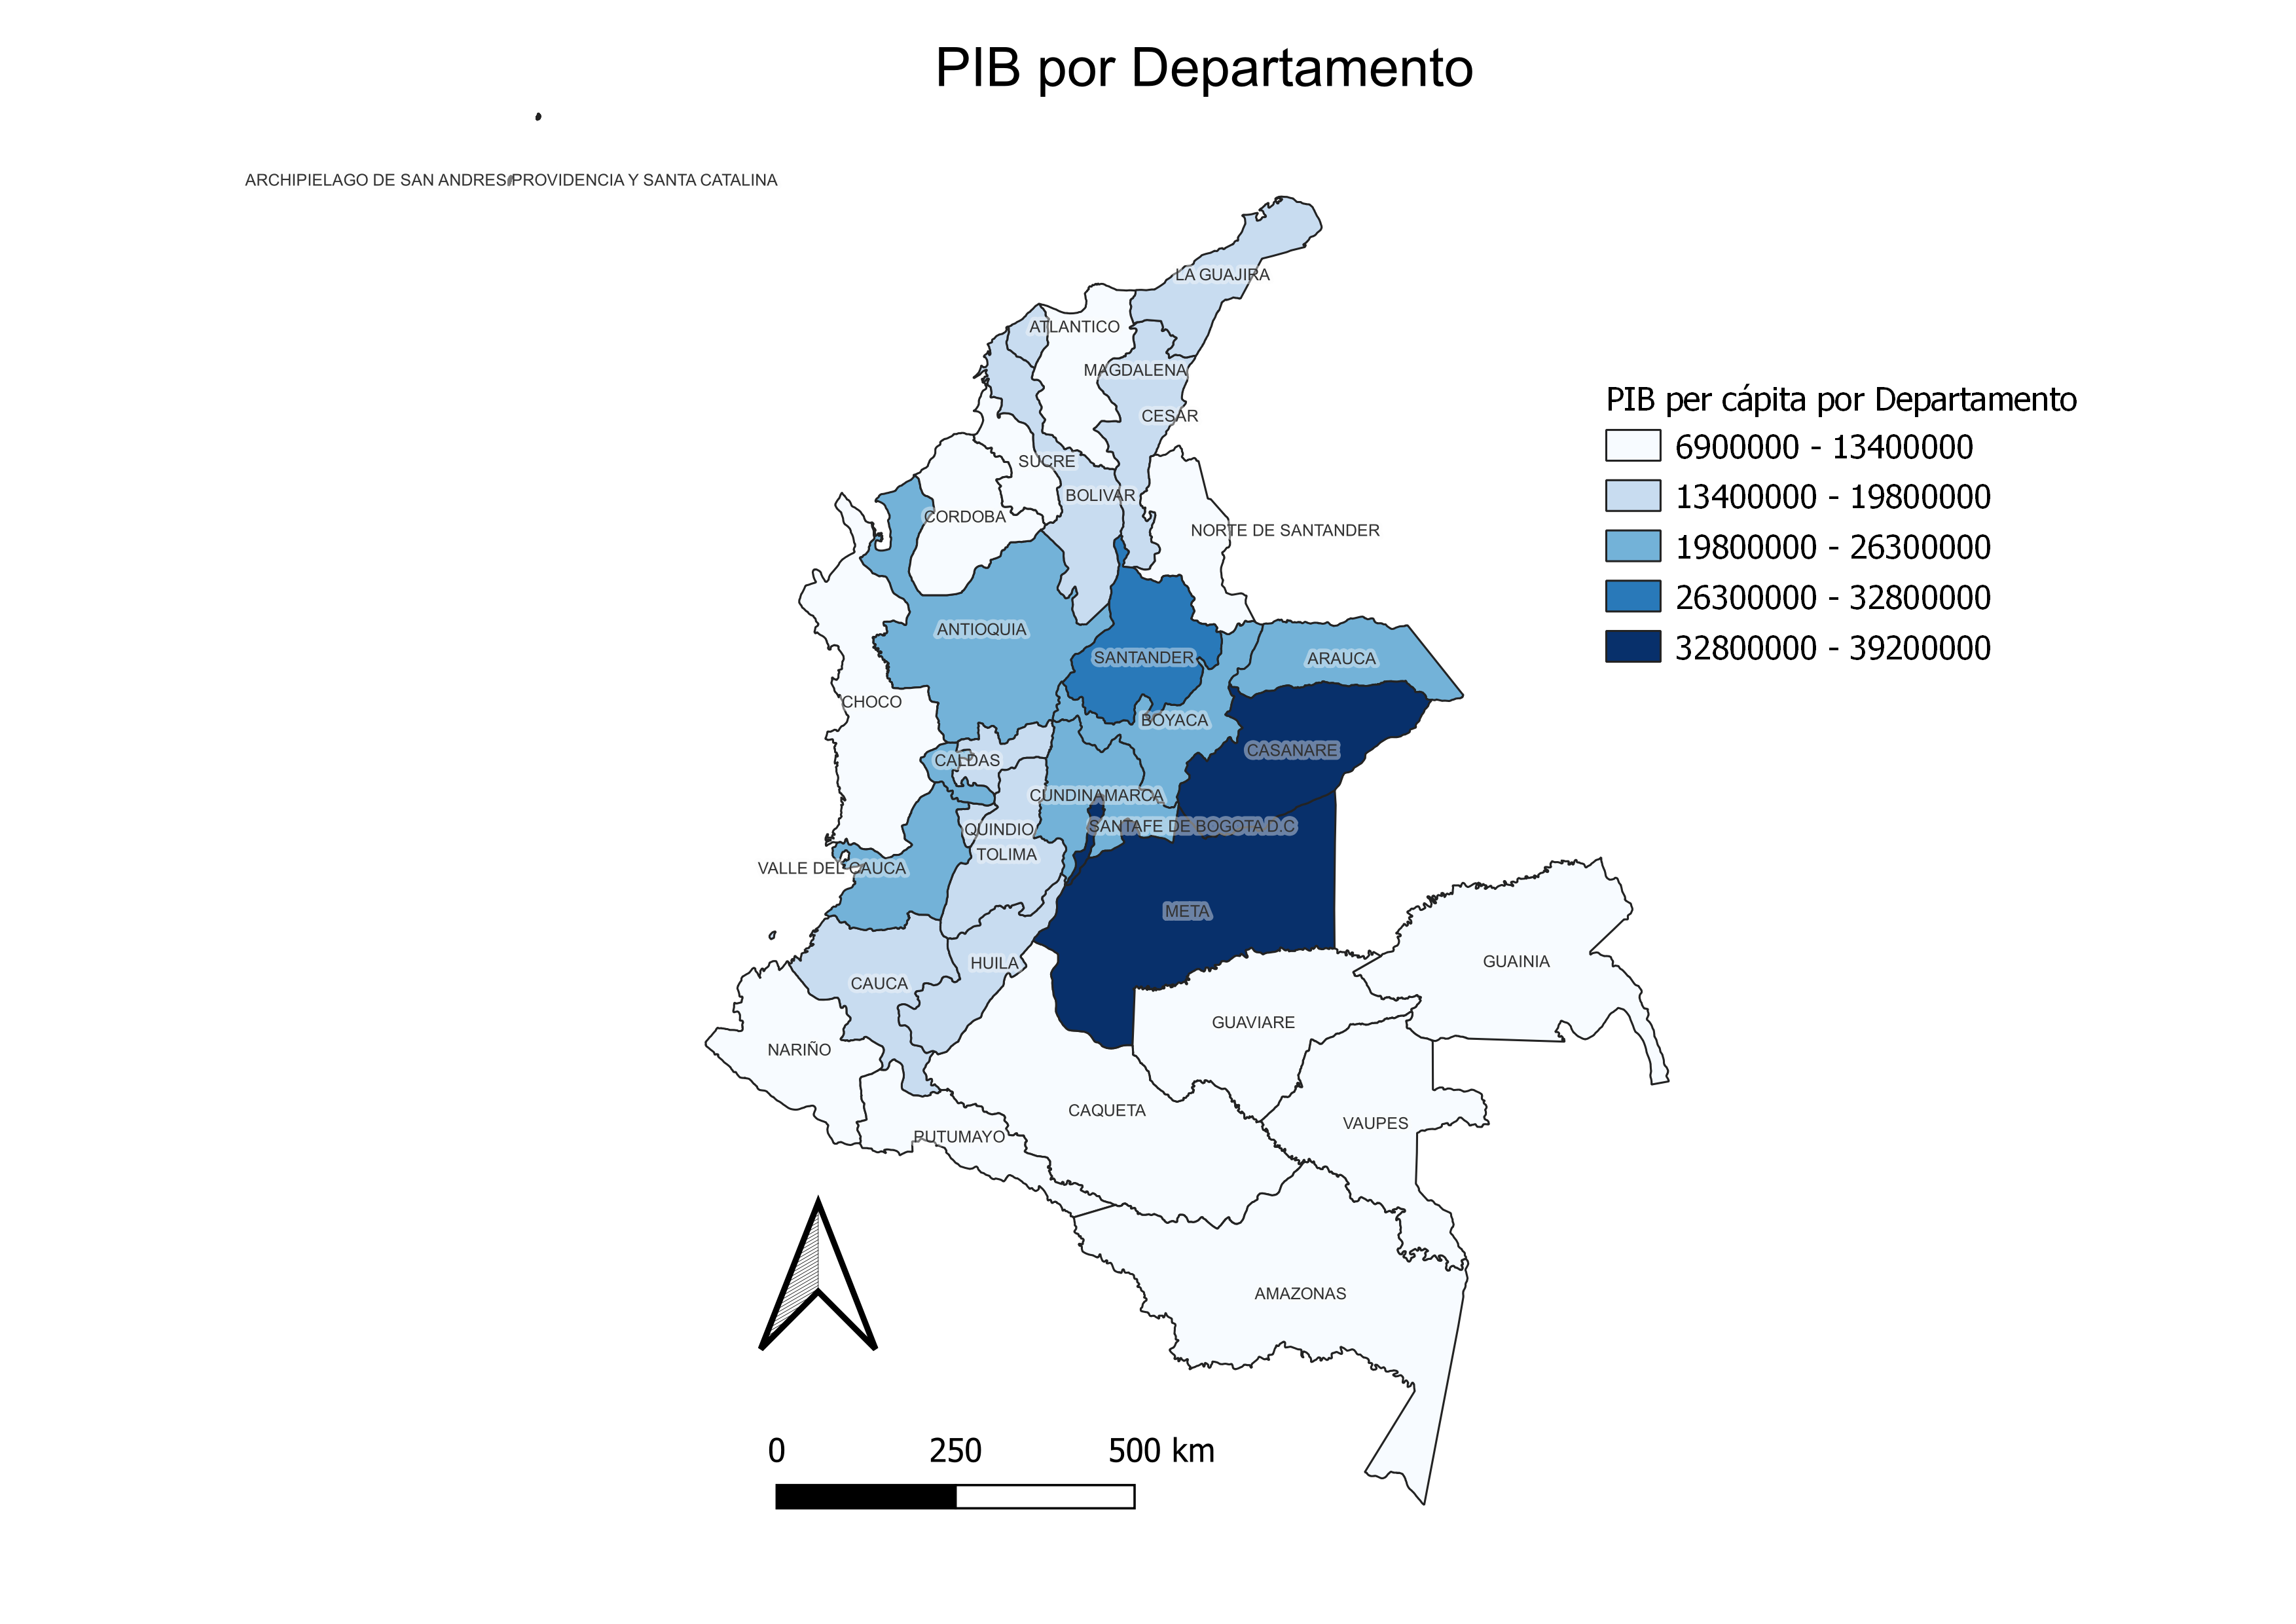 PIB por Departamento
ARCHIPIELAGO DE SAN ANDRES PROVIDENCIA Y SANTA CATALINA
LA GUAJIRA
ATLANTICO
MAGDALENA
CESAR
SUCRE
BOLIVAR
CORDOBA
NORTE DE SANTANDER
ANTIOQUIA
SANTANDER
ARAUCA
CHOCO
BOYACA
CASANARE
CALDAS
CUNDINAMARCA
SANTAFE DE BOGOTA D.C
QUINDIO
TOLIMA
VALLE DEL CAUCA
META
HUILA
CAUCA
GUAINIA
GUAVIARE
NARIÑO
CAQUETA
VAUPES
PUTUMAYO
AMAZONAS
PIB per cápita por Departamento
6900000 - 13400000
13400000 - 19800000
19800000 - 26300000
26300000 - 32800000
32800000 - 39200000
0 250 500 km